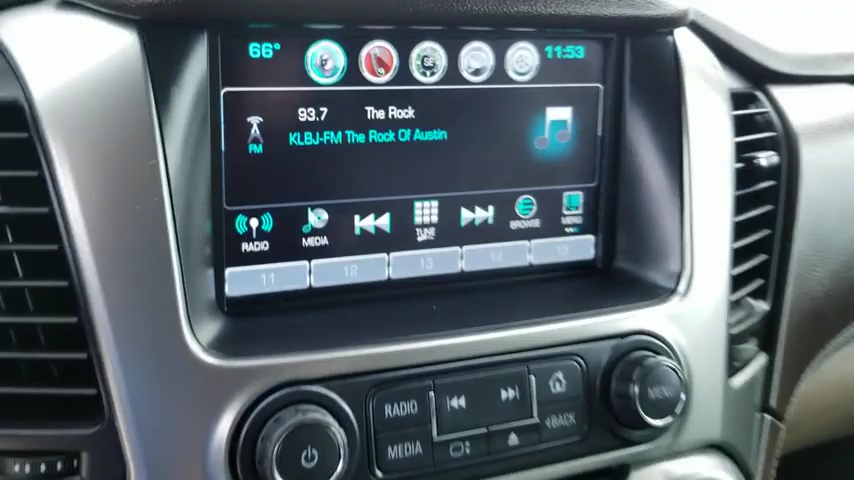 66° SE 11:53
93.7 The Rock
FM KLBJ-FM The Rock Of Austin
RADIO MEDIA TUNE BROWSE MENU
11 12 13 14 15
RADIO MENU
MEDIA <BACK